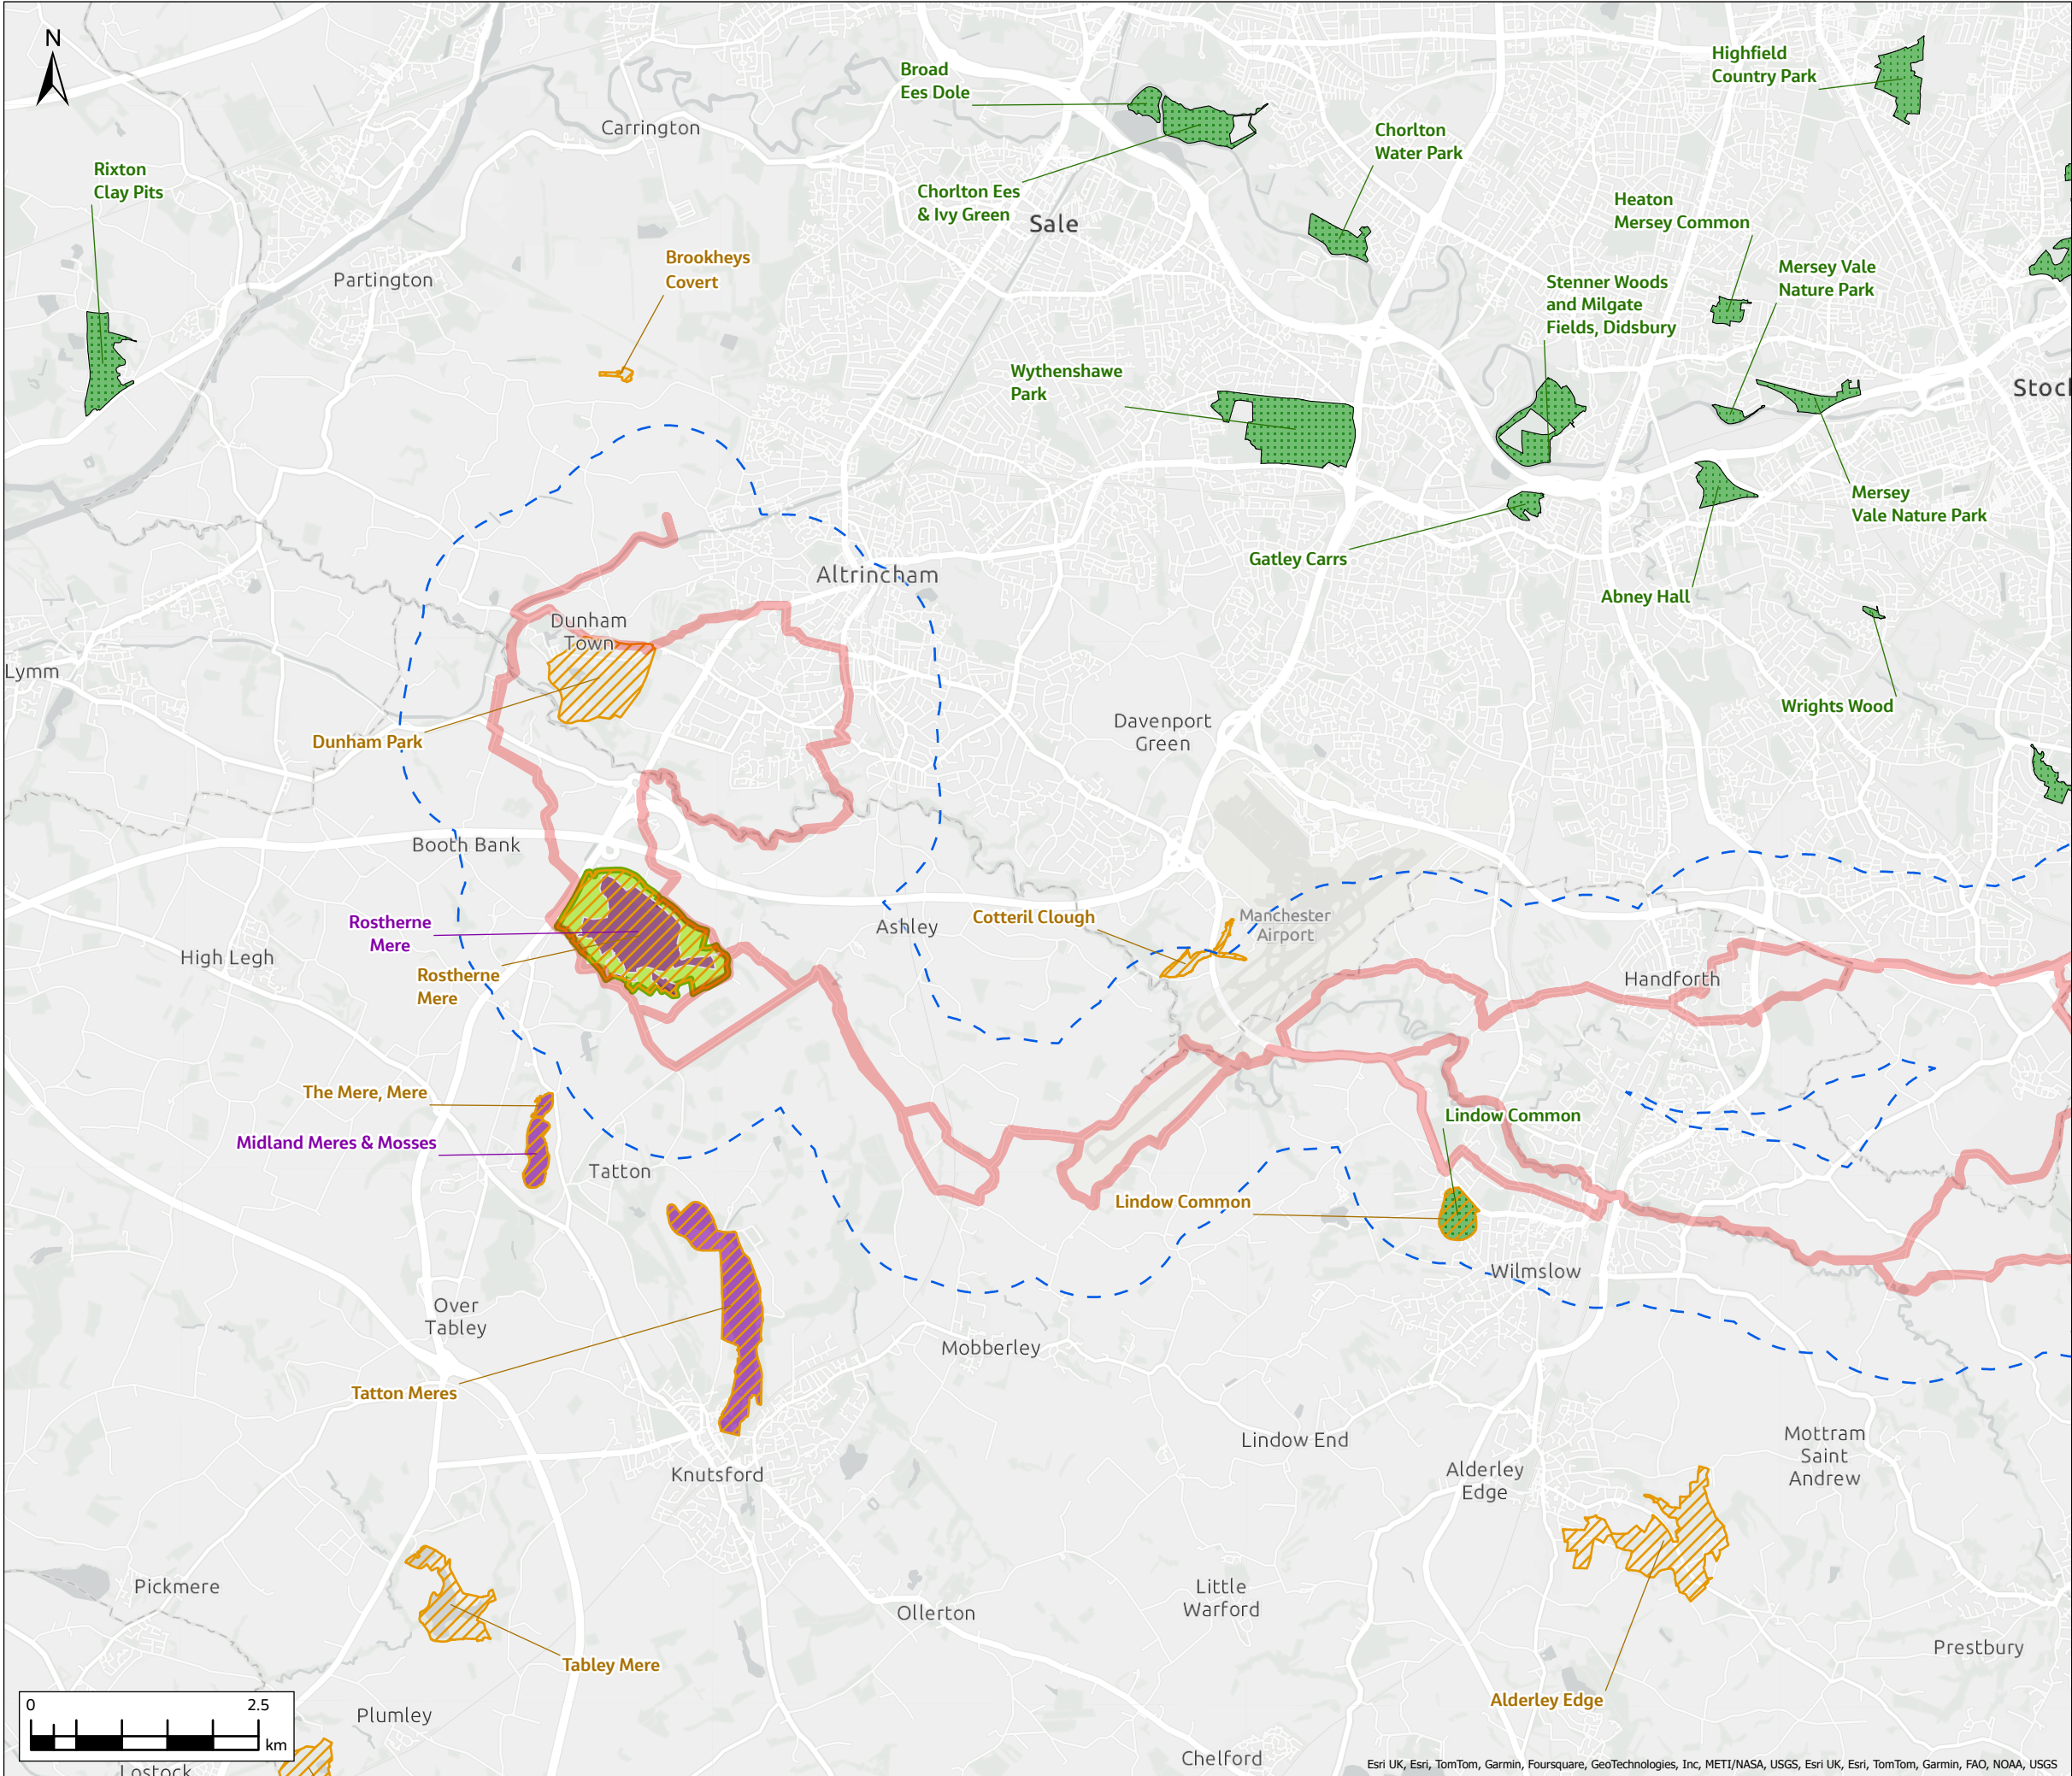 N
Broad
Ees Dole
Highfield
Country Park
Carrington
Chorlton
Water Park
Rixton
Clay Pits
Chorlton Ees
& Ivy Green
Sale
Heaton
Mersey Common
Brookheys
Covert
Partington
Mersey Vale
Nature Park
Stenner Woods
and Milgate
Fields, Didsbury
Wythenshawe
Park
Stoc
Mersey
Vale Nature Park
Gatley Carrs
Altrincham
Abney Hall
Dunham
Town
Lymm
Wrights Wood
Davenport
Green
Dunham Park
Booth Bank
Rostherne
Mere
Ashley
Cotteril Clough
Manchester
Airport
High Legh
Rostherne
Mere
Handforth
The Mere, Mere
Lindow Common
Midland Meres & Mosses
Tatton
Lindow Common
Wilmslow
Over
Tabley
Mobberley
Tatton Meres
Lindow End
Knutsford
Alderley
Edge
Mottram
Saint
Andrew
Pickmere
Little
Warford
Ollerton
Prestbury
Tabley Mere
Alderley Edge
0 2.5
km
Plumley
Chelford
Lostock
Esri UK, Esri, TomTom, Garmin, Foursquare, GeoTechnologies, Inc, METI/NASA, USGS, Esri UK, Esri, TomTom, Garmin, FAO, NOAA, USGS